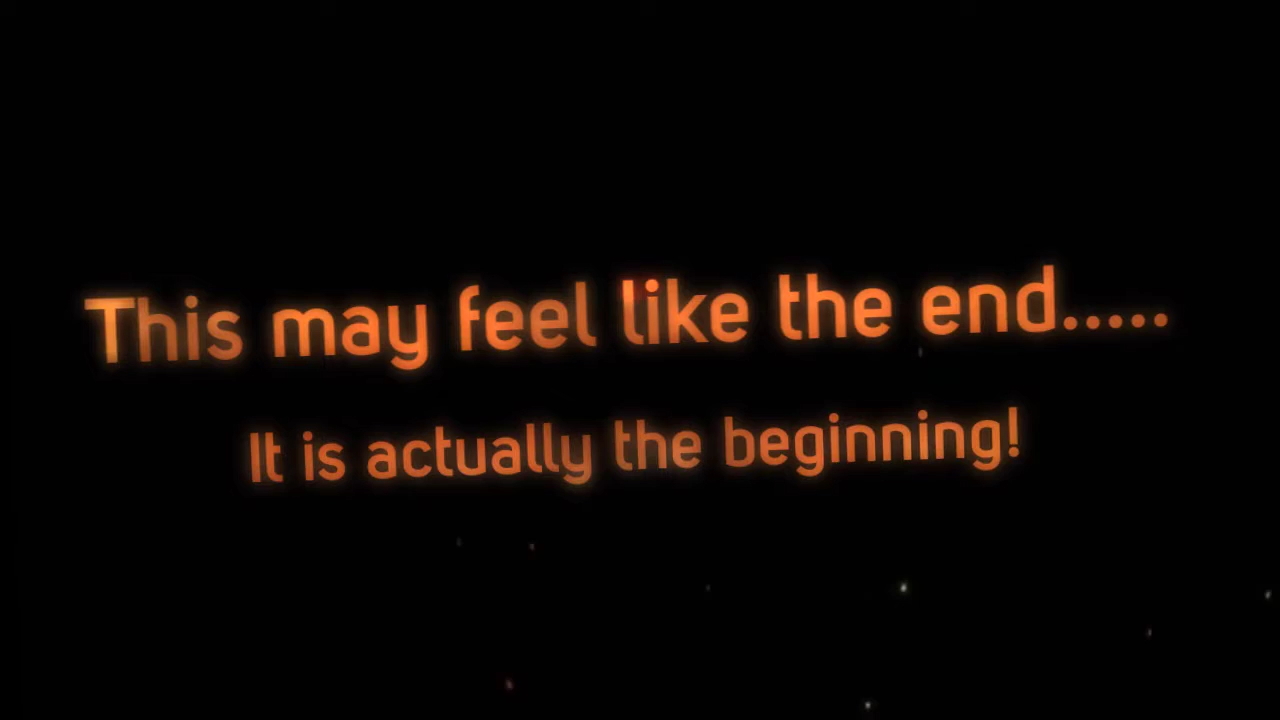 This may feel like the end.....
It is actually the beginning!